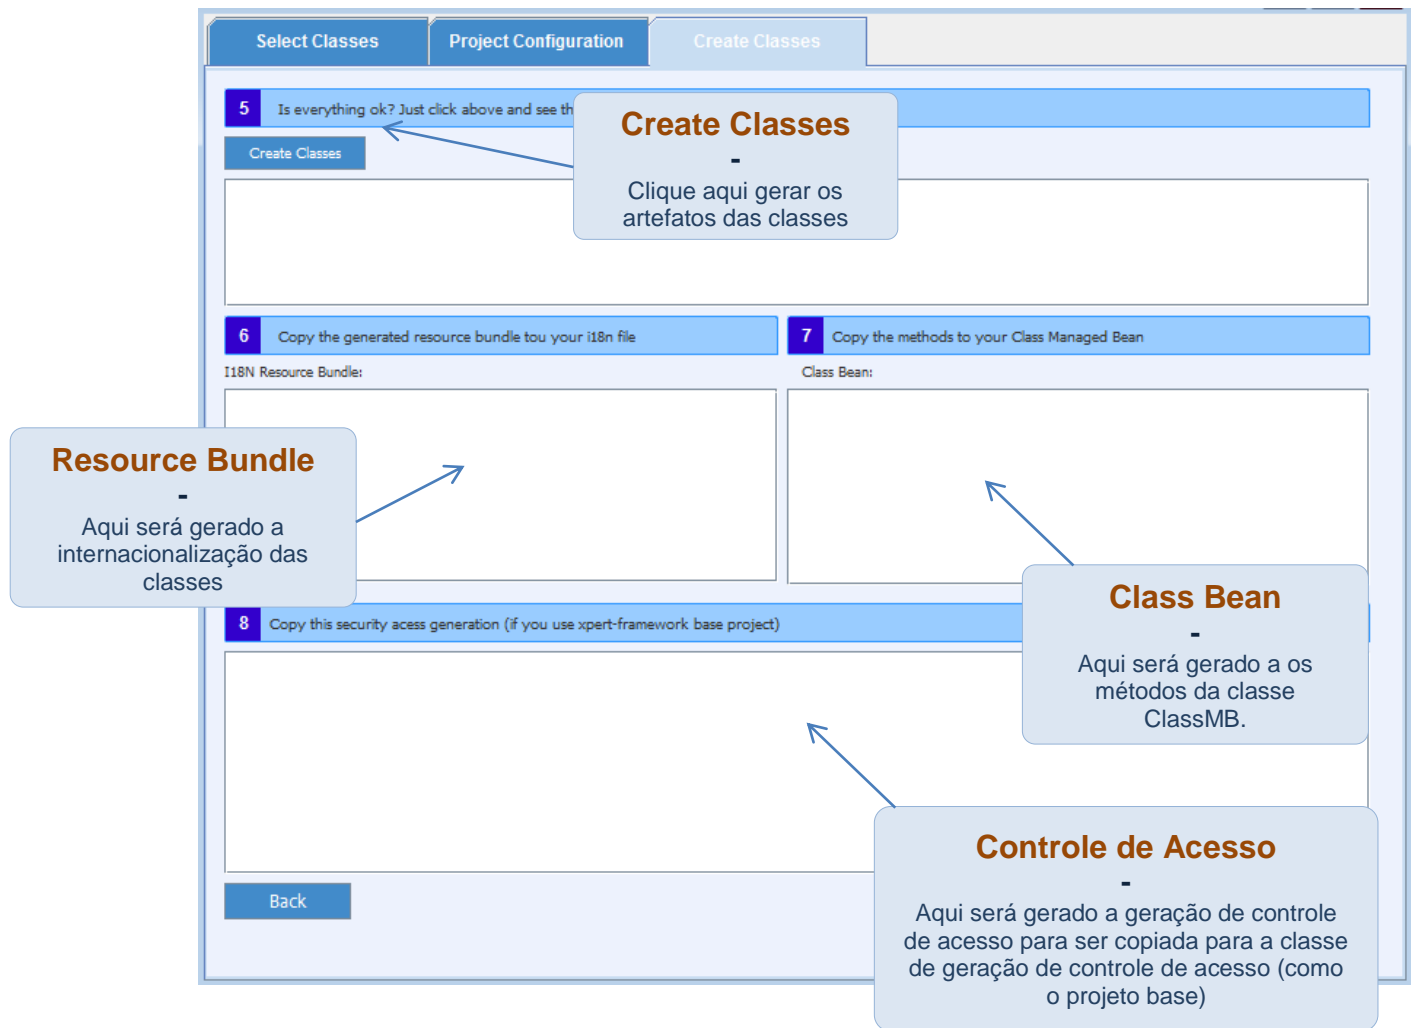 Select Classes
Project Configuration
Create Classes
5 Is everything ok? Just click above and see th
Create Classes
-
Clique aqui gerar os
artefatos das classes
Create Classes
6 Copy the generated resource bundle tou your i18n file
7 Copy the methods to your Class Managed Bean
I18N Resource Bundle:
Class Bean:
Resource Bundle
-
Aqui será gerado a
internacionalização das
classes
Class Bean
-
Aqui será gerado a os
métodos da classe
ClassMB.
8 Copy this security acess generation (if you use xpert-framework base project)
Controle de Acesso
-
Aqui será gerado a geração de controle
de acesso para ser copiada para a classe
de geração de controle de acesso (como
o projeto base)
Back